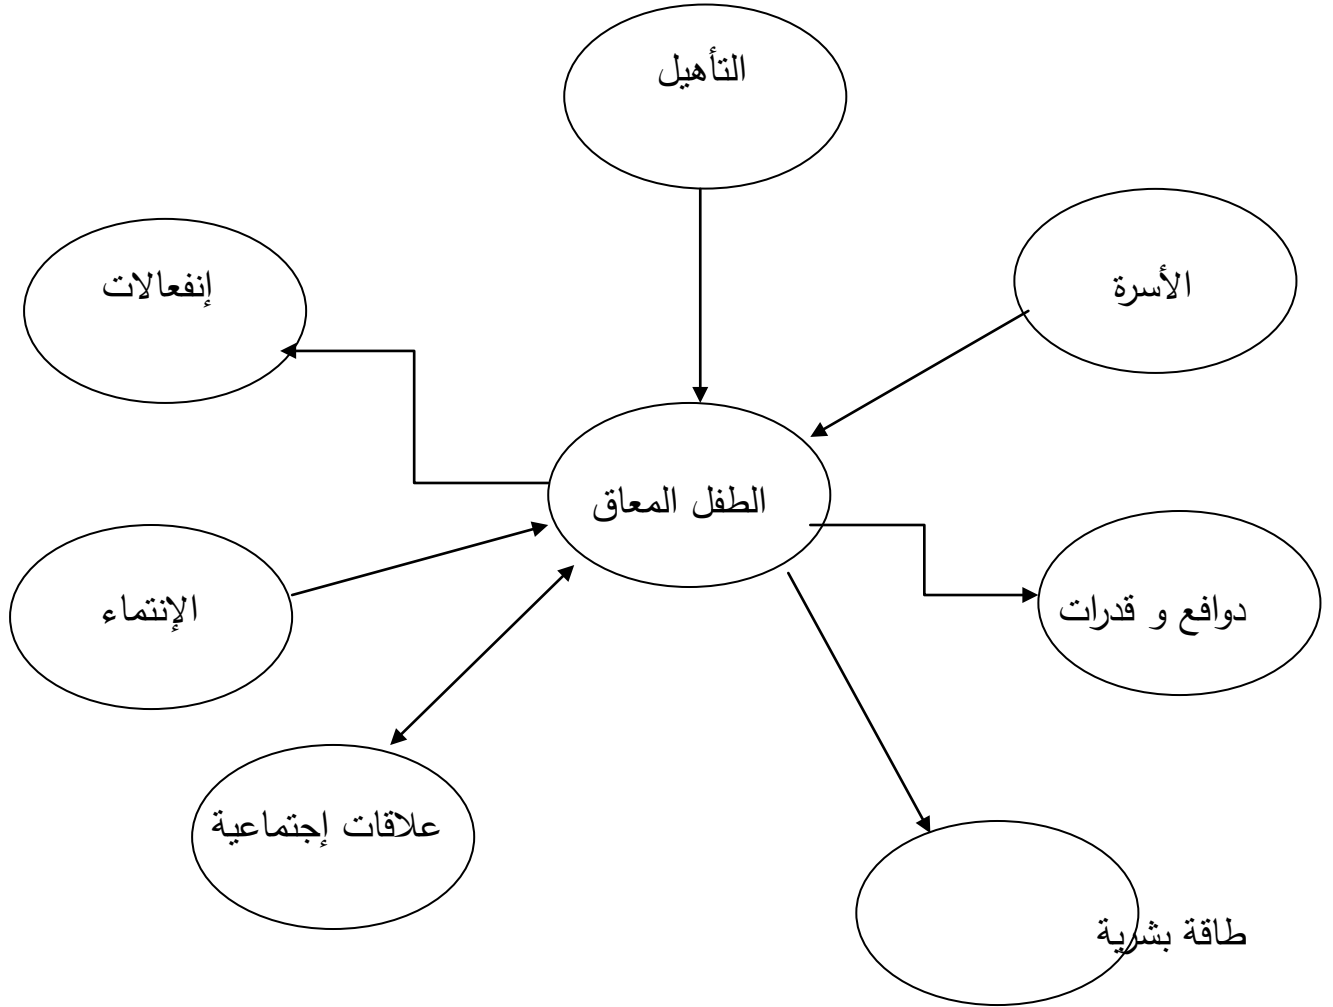 التأهيل
الأسرة
إنفعالات
الطفل المعاق
دوافع و قدرات
الإنتماء
علاقات إجتماعية
طاقة بشرية